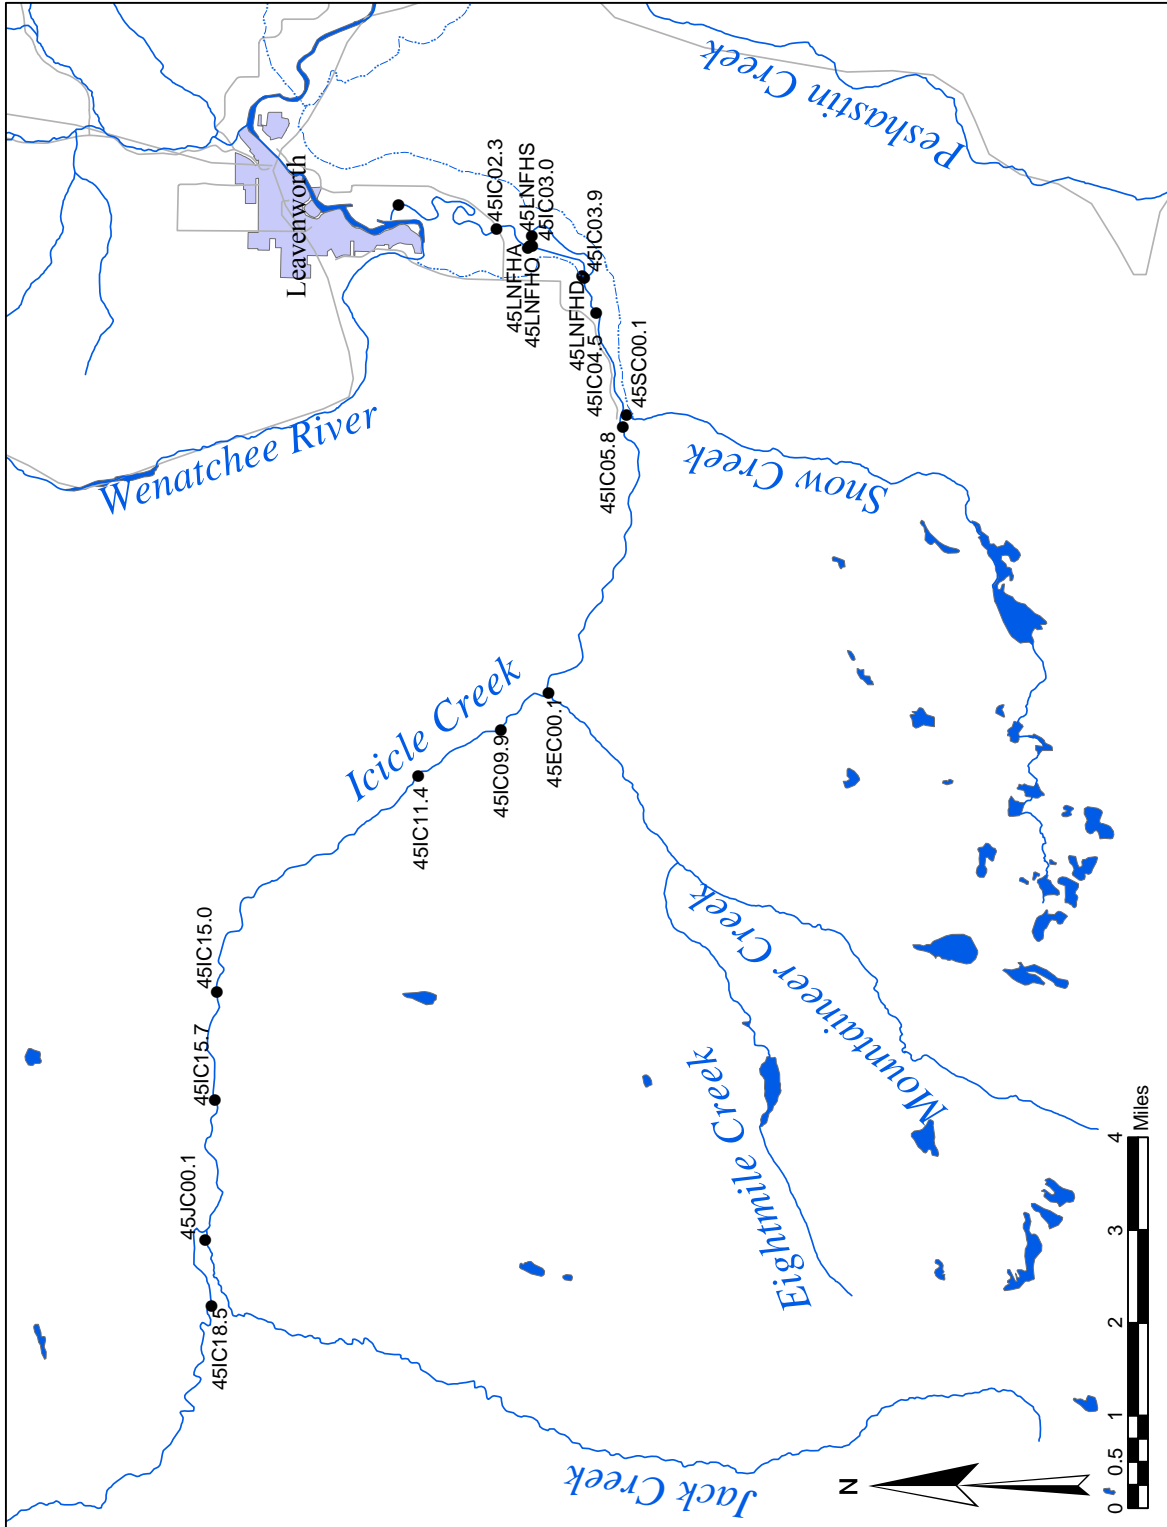 Peshastin Creek
Leavenworth
45IC02.3
45LNFHS
45IC03.0
45LNFHA
45LNFHO
45IC03.9
45LNFHD
45IC04.5
45SC00.1
45IC05.8
Wenatchee River
Snow Creek
Icicle Creek
45EC00.1
45IC09.9
45IC11.4
45IC15.0
45IC15.7
45JC00.1
45IC18.5
Mountaineer Creek
Eightmile Creek
Jack Creek
N
0 0.5 1 2 3 4
Miles